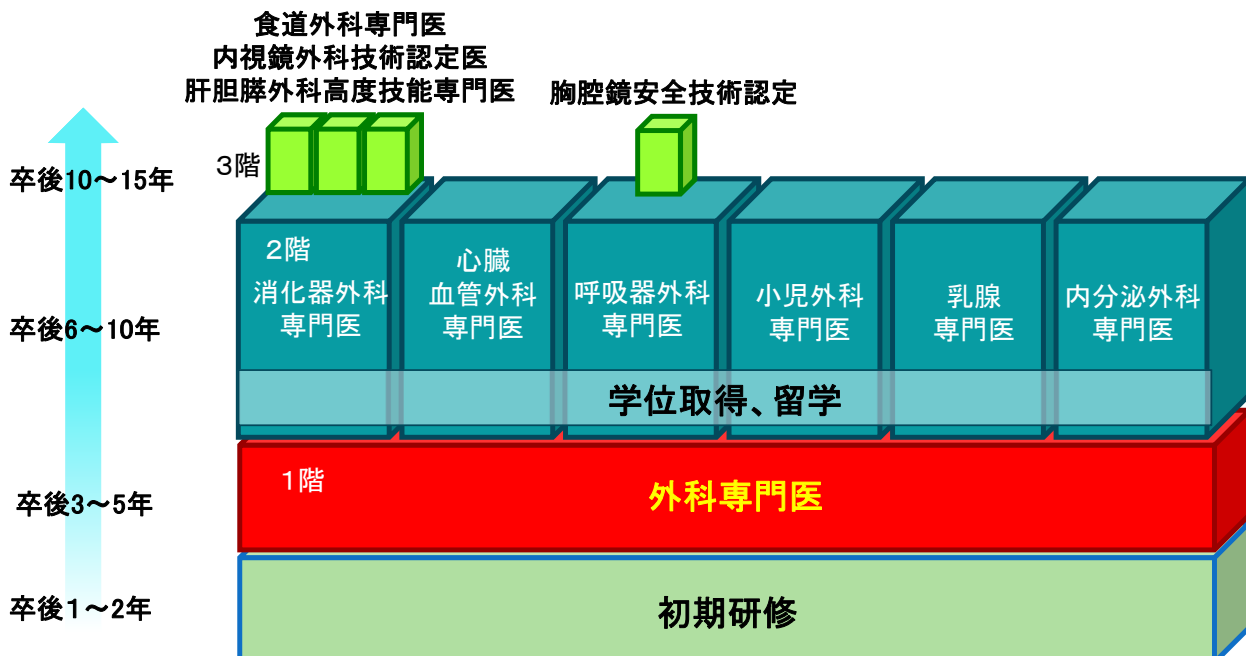 食道外科専門医
内視鏡外科技術認定医
肝胆膵外科高度技能専門医
胸腔鏡安全技術認定
3階
卒後10～15年
2階
消化器外科
専門医
心臓
血管外科
専門医
呼吸器外科
専門医
小児外科
専門医
乳腺
専門医
内分泌外科
専門医
卒後6～10年
学位取得、留学
1階
外科専門医
卒後3～5年
初期研修
卒後1～2年